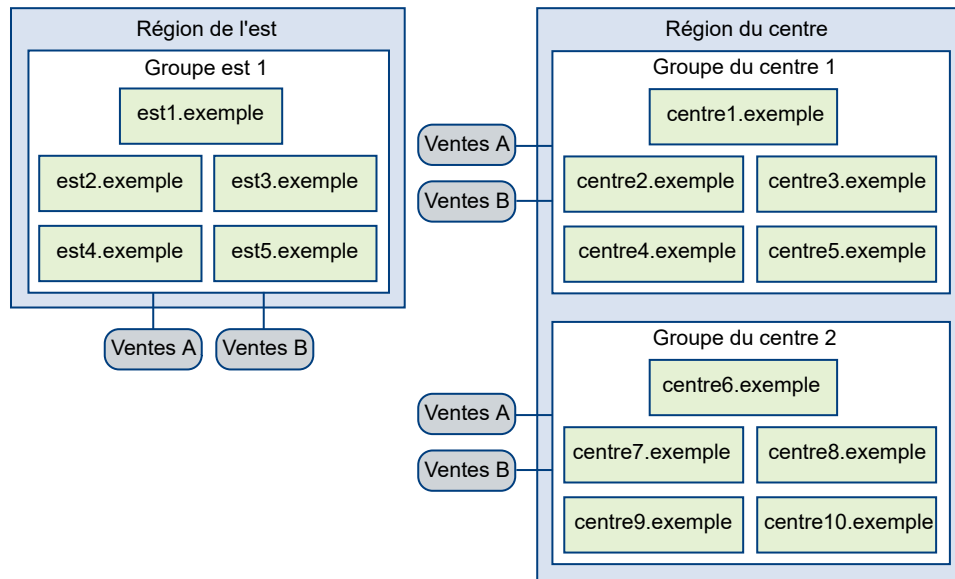 Région de l'est
Groupe est 1
est1.exemple
est2.exemple
est3.exemple
est4.exemple
est5.exemple
Ventes A
Ventes B
Région du centre
Groupe du centre 1
centre1.exemple
Ventes A
centre2.exemple
centre3.exemple
Ventes B
centre4.exemple
centre5.exemple
Groupe du centre 2
centre6.exemple
Ventes A
centre7.exemple
centre8.exemple
Ventes B
centre9.exemple
centre10.exemple